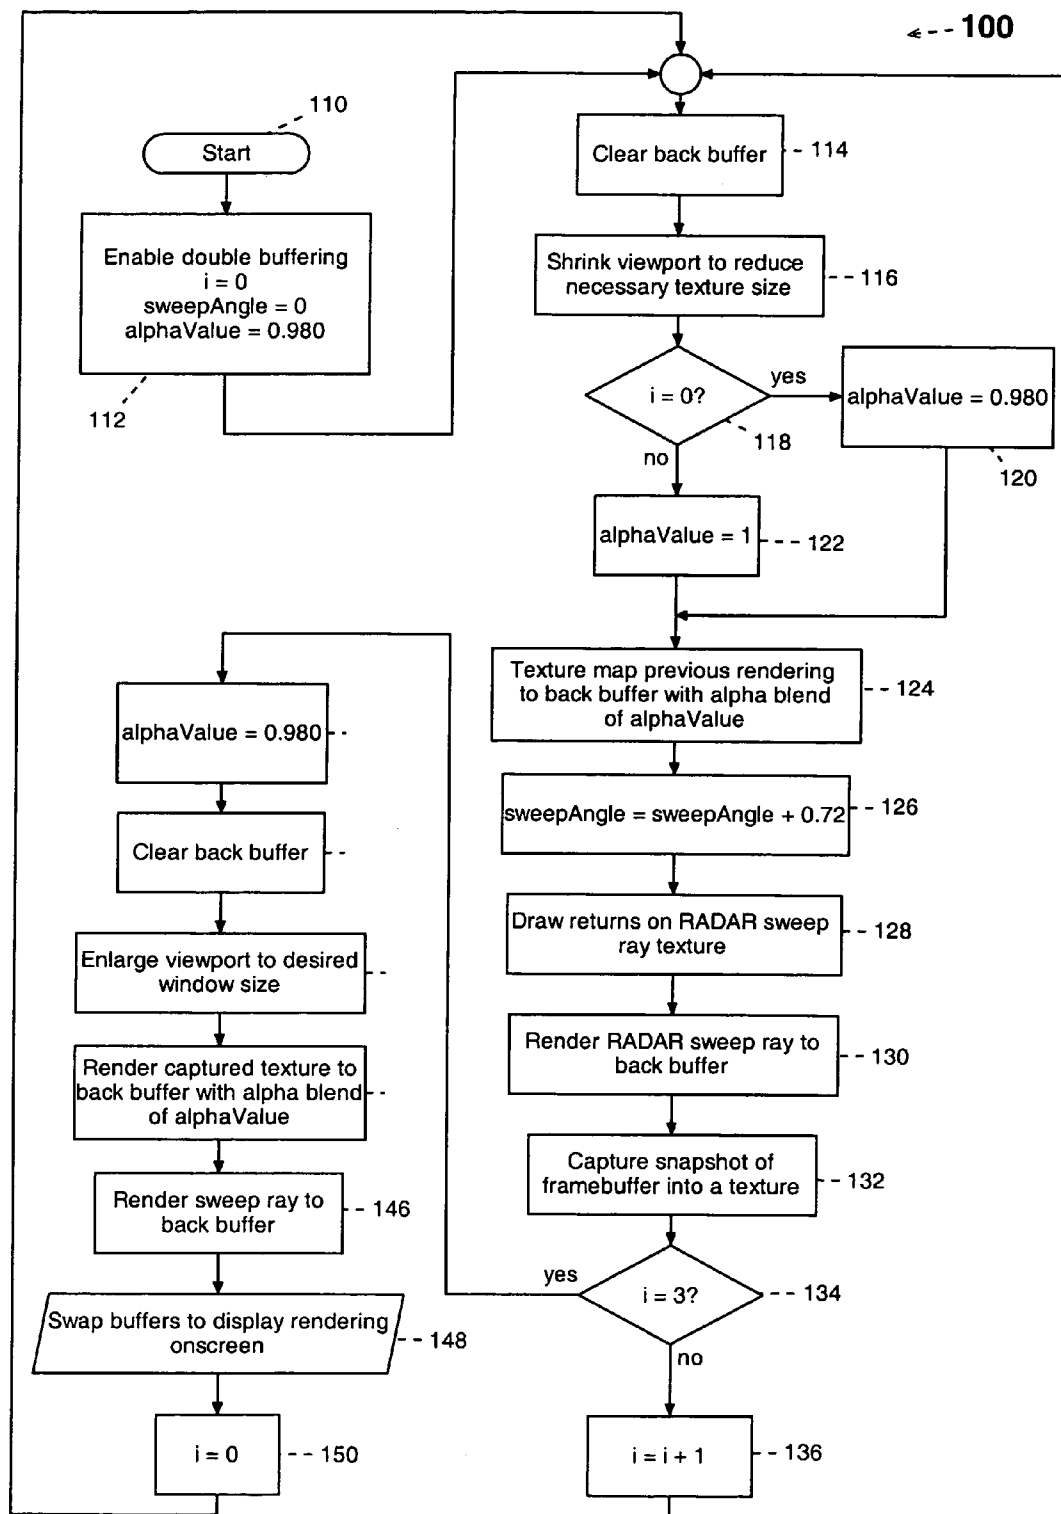 100
110
Start
Enable double buffering
i = 0
sweepAngle = 0
alphaValue = 0.980
112
Clear back buffer
114
Shrink viewport to reduce
necessary texture size
116
i = 0?
118
yes
no
alphaValue = 0.980
120
alphaValue = 1
122
Texture map previous rendering
to back buffer with alpha blend
of alphaValue
124
sweepAngle = sweepAngle + 0.72
126
Draw returns on RADAR sweep
ray texture
128
Render RADAR sweep ray to
back buffer
130
Capture snapshot of
framebuffer into a texture
132
i = 3?
134
yes
no
i = i + 1
136
alphaValue = 0.980
Clear back buffer
Enlarge viewport to desired
window size
Render captured texture to
back buffer with alpha blend
of alphaValue
Render sweep ray to
back buffer
146
Swap buffers to display rendering
onscreen
148
i = 0
150